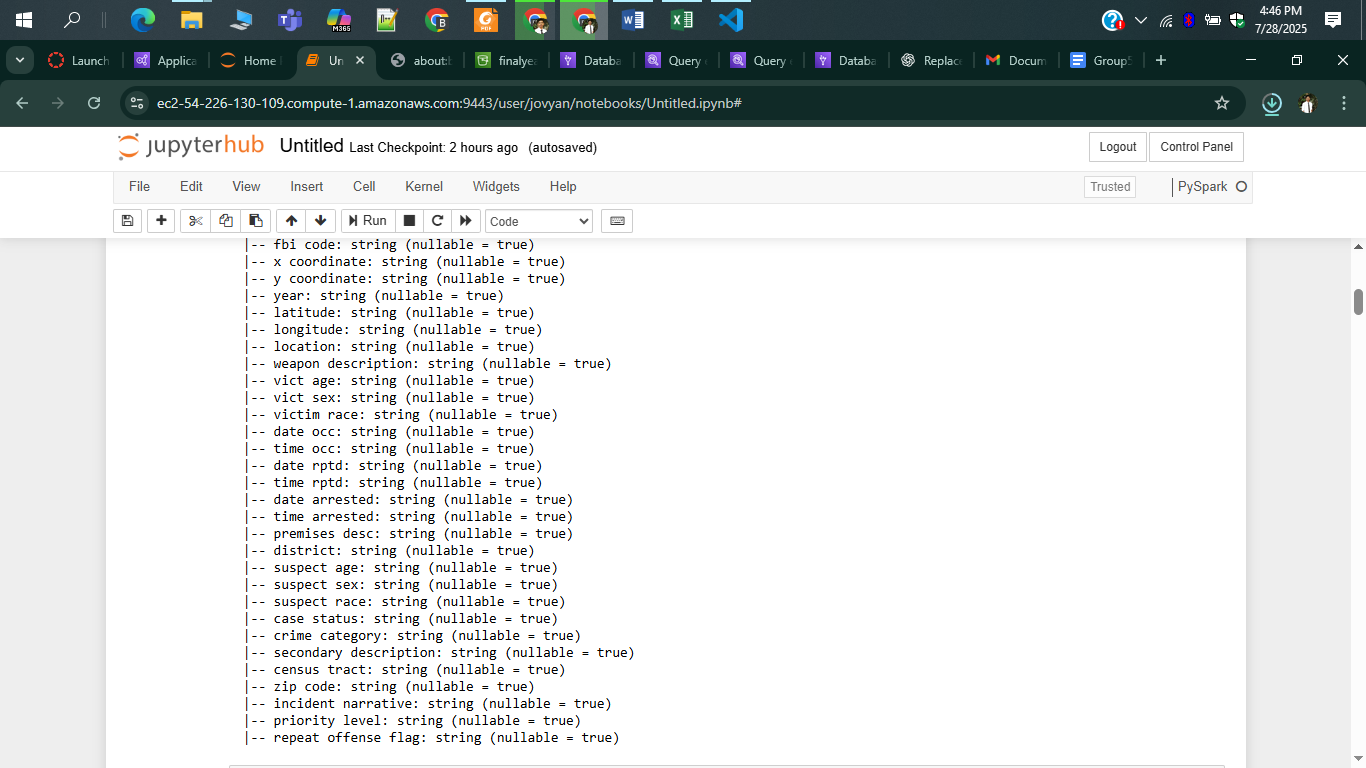 M365
PDF
4:46 PM
7/28/2025
Launch
Applica
Home
Un
about:b
finalye
Databa
Query
Query
Databa
Replac
Docum
GroupS
ec2-54-226-130-109.compute-1.amazonaws.com:9443/user/jovyan/notebooks/Untitled.ipynb#
jupyterhub Untitled Last Checkpoint: 2 hours ago (autosaved)
Logout
Control Panel
File Edit View Insert Cell Kernel Widgets Help
Trusted
PySpark
Run
Code
|-- fbi code: string (nullable = true)
|-- x coordinate: string (nullable = true)
|-- y coordinate: string (nullable = true)
|-- year: string (nullable = true)
|-- latitude: string (nullable = true)
|-- longitude: string (nullable = true)
|-- location: string (nullable = true)
|-- weapon description: string (nullable = true)
|-- vict age: string (nullable = true)
|-- vict sex: string (nullable = true)
|-- victim race: string (nullable = true)
|-- date occ: string (nullable = true)
|-- time occ: string (nullable = true)
|-- date rptd: string (nullable = true)
|-- time rptd: string (nullable = true)
|-- date arrested: string (nullable = true)
|-- time arrested: string (nullable = true)
|-- premises desc: string (nullable = true)
|-- district: string (nullable = true)
|-- suspect age: string (nullable = true)
|-- suspect sex: string (nullable = true)
|-- suspect race: string (nullable = true)
|-- case status: string (nullable = true)
|-- crime category: string (nullable = true)
|-- secondary description: string (nullable = true)
|-- census tract: string (nullable = true)
|-- zip code: string (nullable = true)
|-- incident narrative: string (nullable = true)
|-- priority level: string (nullable = true)
|-- repeat offense flag: string (nullable = true)